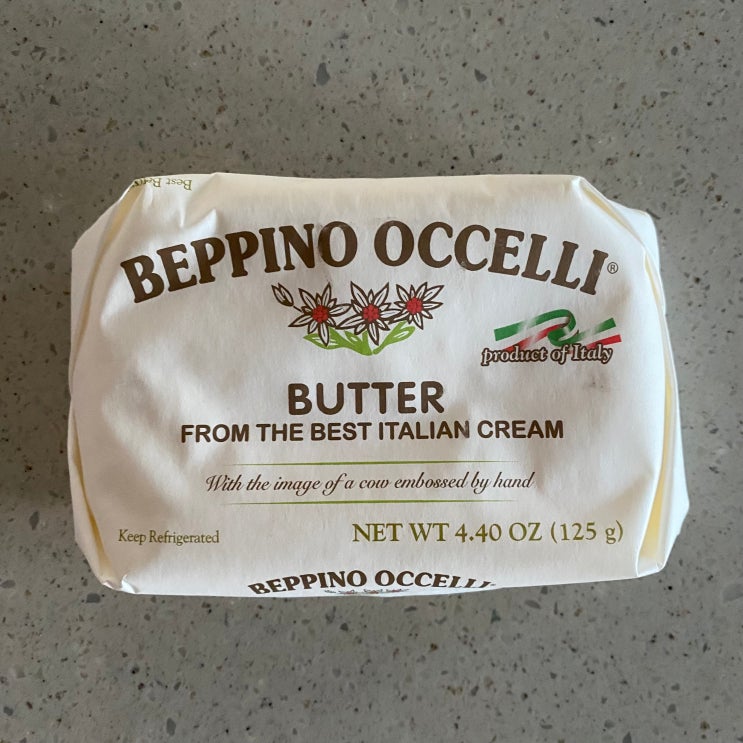 Best
BEPPINO OCCELLI®
product of Italy
BUTTER
FROM THE BEST ITALIAN CREAM
With the image of a cow embossed by hand
Keep Refrigerated
NET WT 4.40 OZ (125 g)
BEPPINO OCCELLI